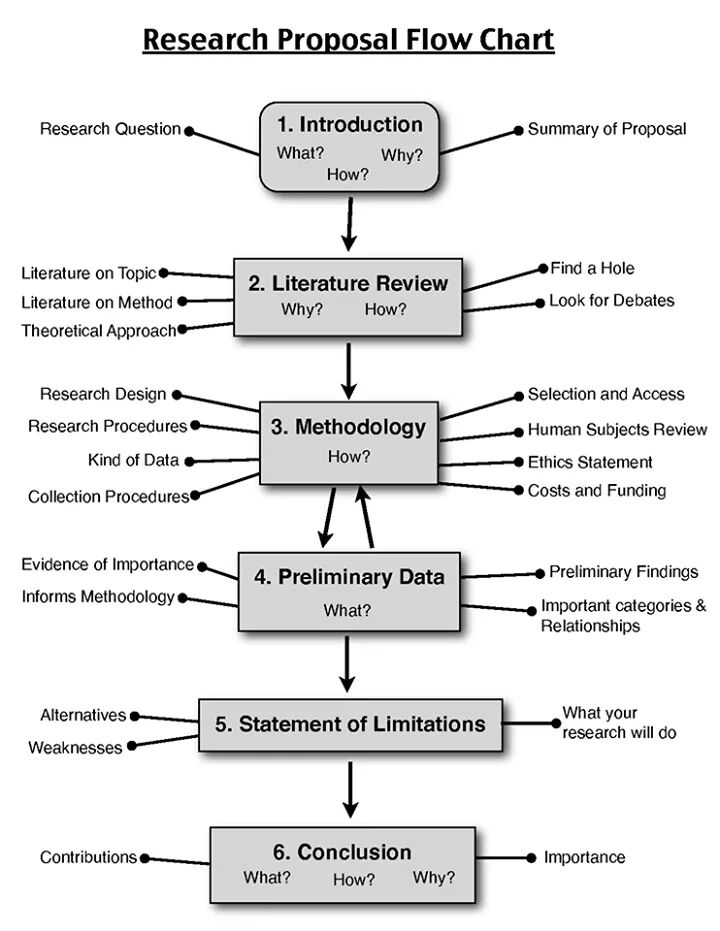 Research Proposal Flow Chart
1. Introduction
What?
Why?
How?
Research Question
Summary of Proposal
2. Literature Review
Why?
How?
Literature on Topic
Literature on Method
Theoretical Approach
Find a Hole
Look for Debates
3. Methodology
How?
Research Design
Research Procedures
Kind of Data
Collection Procedures
Selection and Access
Human Subjects Review
Ethics Statement
Costs and Funding
4. Preliminary Data
What?
Evidence of Importance
Informs Methodology
Preliminary Findings
Important categories &
Relationships
5. Statement of Limitations
Alternatives
Weaknesses
What your
research will do
6. Conclusion
What?
How?
Why?
Contributions
Importance